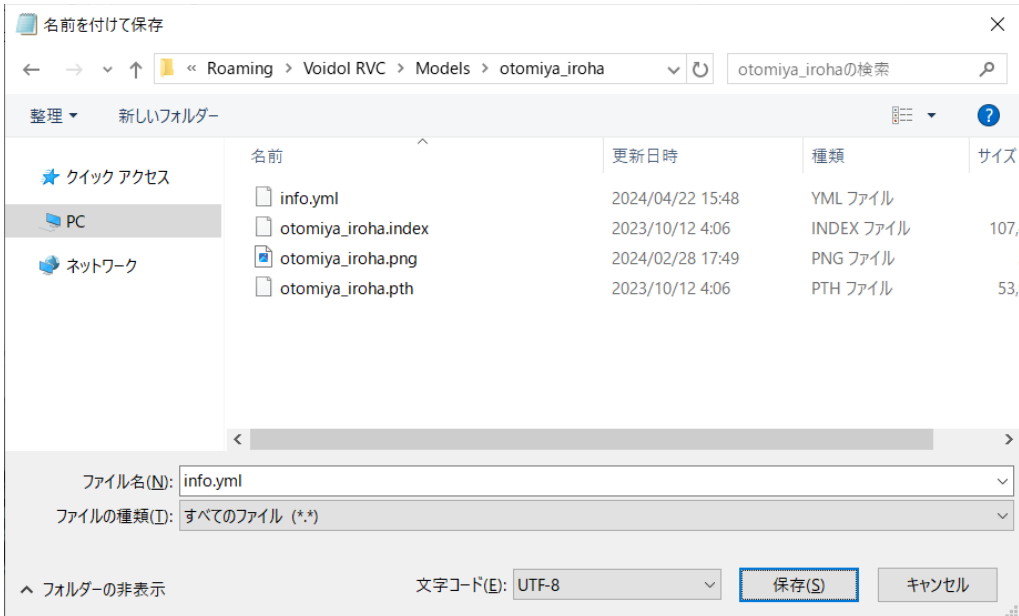 名前を付けて保存
« Roaming > Voidol RVC > Models > otomiya_iroha
otomiya_irohaの検索
整理
新しいフォルダー
?
クイック アクセス
PC
ネットワーク
名前 更新日時 種類 サイズ
info.yml 2024/04/22 15:48 YML ファイル
otomiya_iroha.index 2023/10/12 4:06 INDEX ファイル 107,
otomiya_iroha.png 2024/02/28 17:49 PNG ファイル
otomiya_iroha.pth 2023/10/12 4:06 PTH ファイル 53,
ファイル名(N): info.yml
ファイルの種類(T): すべてのファイル (*.*)
フォルダーの非表示
文字コード(E): UTF-8
保存(S)
キャンセル